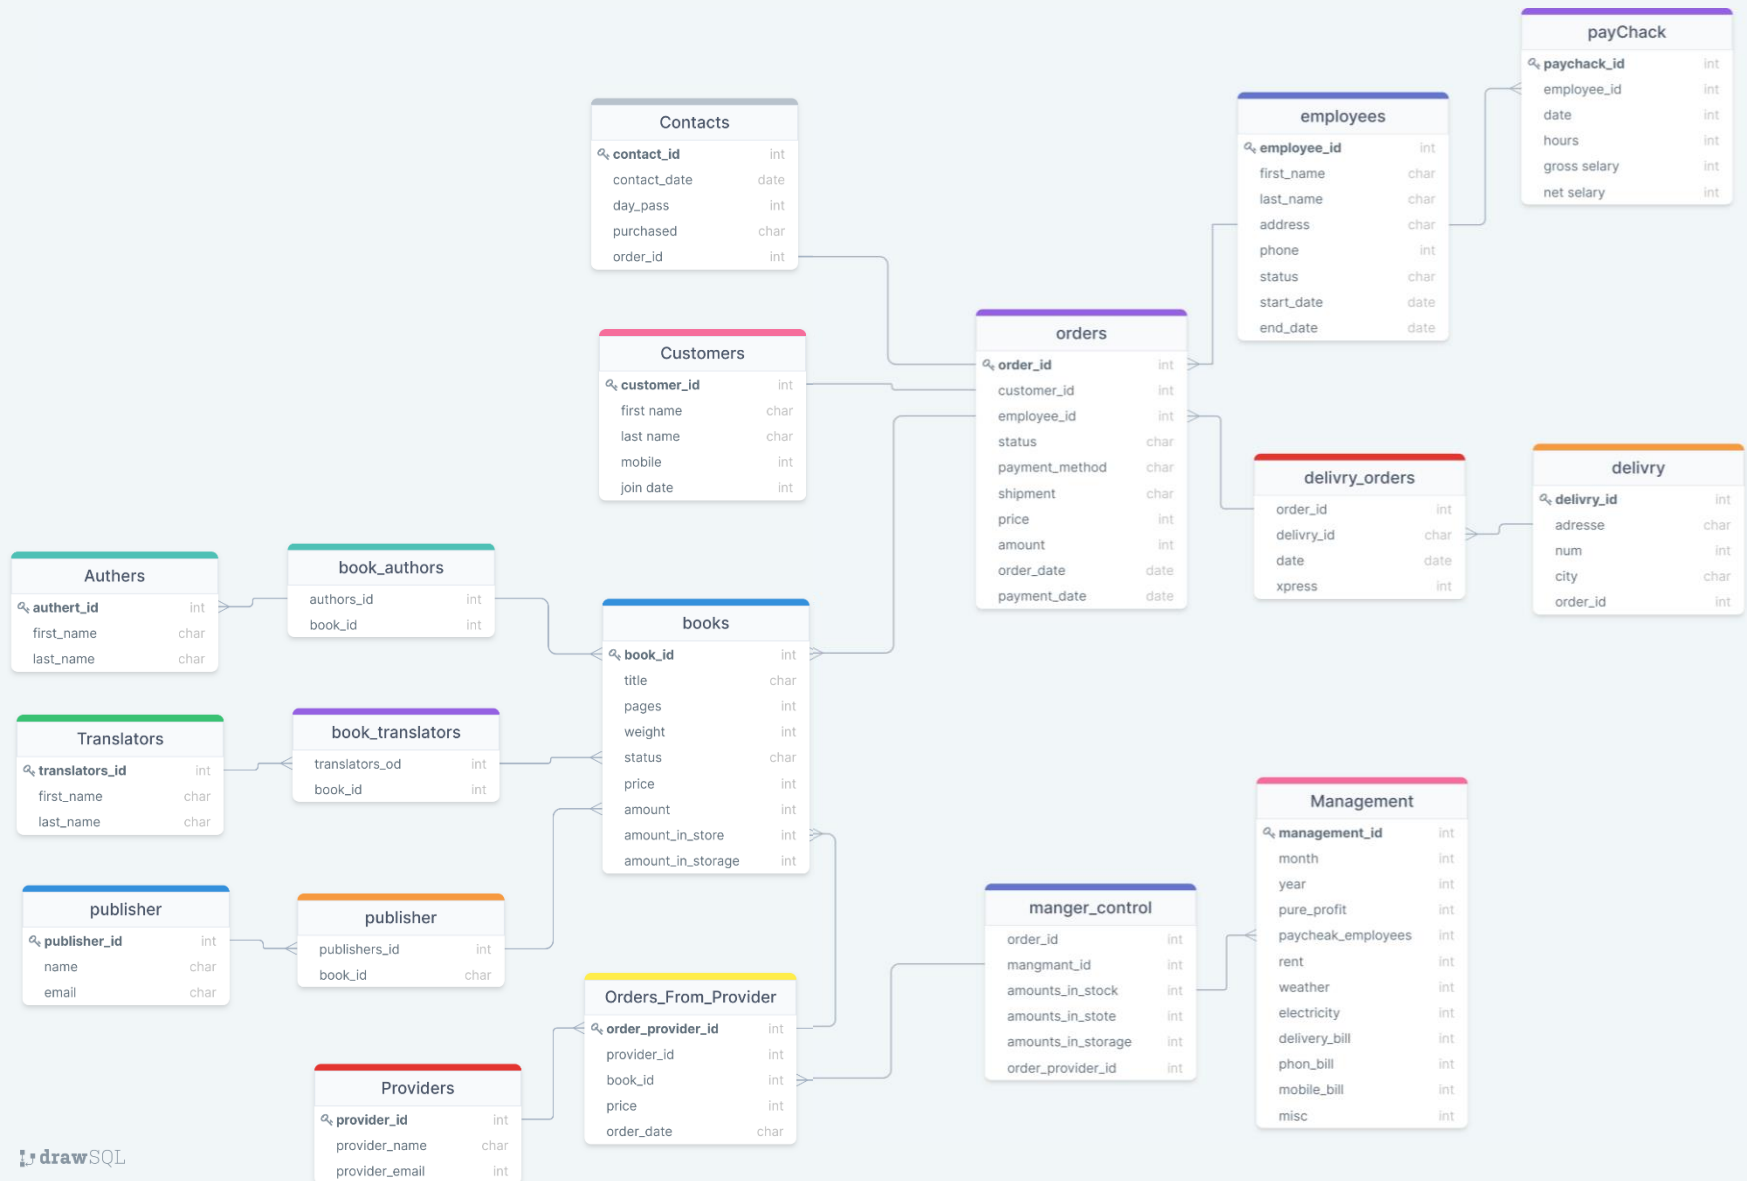 payChack
paychack_id int
employee_id int
date int
hours int
gross selary int
net selary int
employees
employee_id int
first_name char
last_name char
address char
phone int
status char
start_date date
end_date date
Contacts
contact_id int
contact_date date
day_pass int
purchased char
order_id int
Customers
customer_id int
first name char
last name char
mobile int
join date int
orders
order_id int
customer_id int
employee_id int
status char
payment_method char
shipment char
price int
amount int
order_date date
payment_date date
delivry_orders
order_id int
delivry_id char
date date
xpress int
delivry
delivry_id int
adresse char
num int
city char
order_id int
Authers
authert_id int
first_name char
last_name char
book_authors
authors_id int
book_id int
books
book_id int
title char
pages int
weight int
status char
price int
amount int
amount_in_store int
amount_in_storage int
Translators
translators_id int
first_name char
last_name char
book_translators
translators_od int
book_id int
publisher
publisher_id int
name char
email char
publisher
publishers_id int
book_id char
Orders_From_Provider
order_provider_id int
provider_id int
book_id int
price int
order_date char
Providers
provider_id int
provider_name char
provider_email int
manger_control
order_id int
mangmant_id int
amounts_in_stock int
amounts_in_stote int
amounts_in_storage int
order_provider_id int
Management
management_id int
month int
year int
pure_profit int
paycheak_employees int
rent int
weather int
electricity int
delivery_bill int
phon_bill int
mobile_bill int
misc int
drawSQL